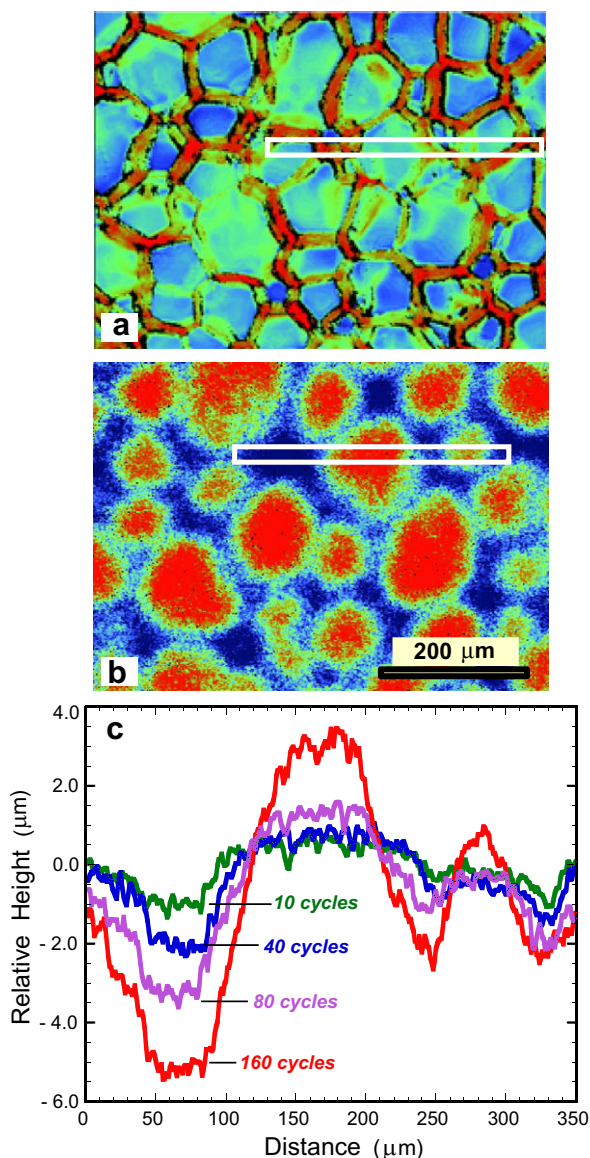 a
b
200 μm
c
4.0
2.0
0.0
- 2.0
- 4.0
- 6.0
Relative Height (μm)
10 cycles
40 cycles
80 cycles
160 cycles
0 50 100 150 200 250 300 350
Distance (μm)